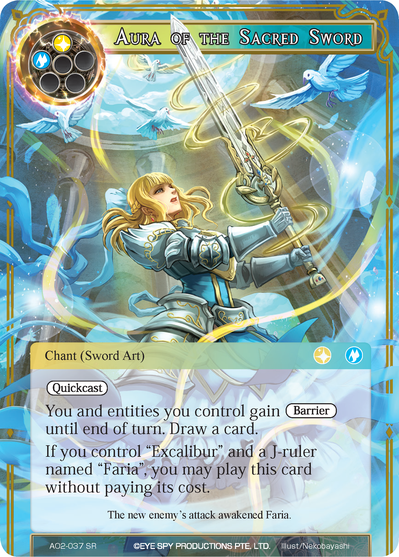 AURA OF THE SACRED SWORD
Chant (Sword Art)
Quickcast
You and entities you control gain Barrier
until end of turn. Draw a card.
If you control “Excalibur” and a J-ruler
named “Faria”, you may play this card
without paying its cost.
The new enemy's attack awakened Faria.
AO2-037 SR ©EYE SPY PRODUCTIONS PTE. LTD. Illust/Nekobayashi